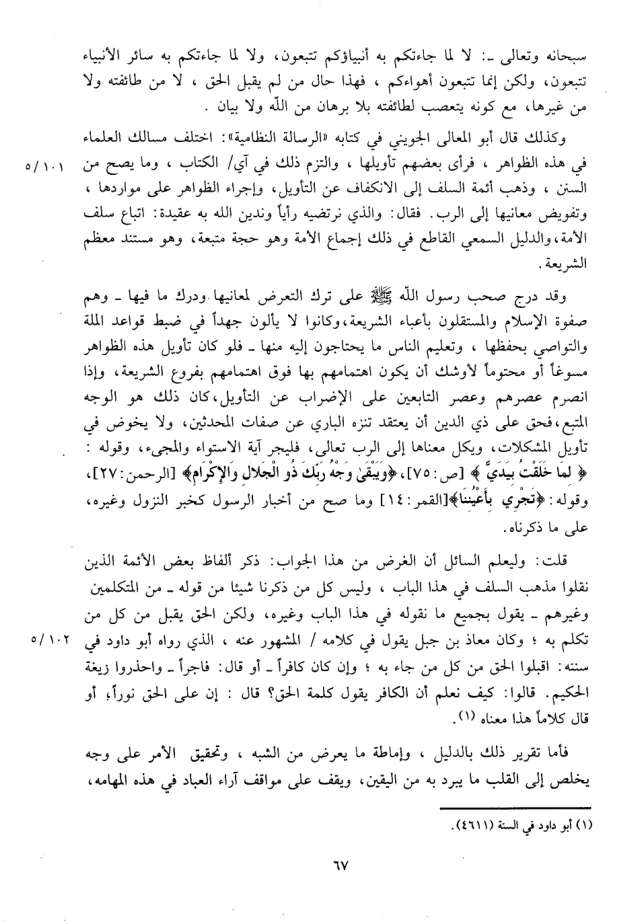 سبحانه وتعالى ـ: لا لما جاءتكم به أنبياؤكم تتبعون، ولا لما جاءتكم به سائر الأنبياء
تتبعون، ولكن إنما تتبعون أهواءكم ، فهذا حال من لم يقبل الحق ، لا من طائفته ولا
من غيرها، مع كونه يتعصب لطائفته بلا برهان من اللّه ولا بيان .
وكذلك قال أبو المعالى الجويني في كتابه «الرسالة النظامية»: اختلف مسالك العلماء
في هذه الظواهر ، فرأى بعضهم تأويلها ، والتزم ذلك في آي/ الكتاب ، وما يصح من
٥/١٠١
السنن ، وذهب أئمة السلف إلى الانكفاف عن التأويل، وإجراء الظواهر على مواردها ،
وتفويض معانيها إلى الرب. فقال: والذي نرتضيه رأياً وندين الله به عقيدة: اتباع سلف
الأمة،والدليل السمعي القاطع في ذلك إجماع الأمة وهو حجة متبعة، وهو مستند معظم
الشريعة.
وقد درج صحب رسول اللّه ﷺ على ترك التعرض لمعانيها ودرك ما فيها ـ وهم
صفوة الإسلام والمستقلون بأعباء الشريعة،وكانوا لا يألون جهداً في ضبط قواعد الملة
والتواصي بحفظها ، وتعليم الناس ما يحتاجون إليه منها ـ فلو كان تأويل هذه الظواهر
مسوغاً أو محتوماً لأوشك أن يكون اهتمامهم بها فوق اهتمامهم بفروع الشريعة، وإذا
انصرم عصرهم وعصر التابعين على الإضراب عن التأويل،كان ذلك هو الوجه
المتبع،فحق على ذي الدين أن يعتقد تنزه الباري عن صفات المحدثين، ولا يخوض في
تأويل المشكلات، ويكل معناها إلى الرب تعالى، فليجر آية الاستواء والمجىء، وقوله :
﴿ لِمَا خَلَقْتُ بِيَدَيَّ ﴾ [ص:٧٥]،﴿وَيَبْقَىٰ وَجْهُ رَبِّكَ ذُو الْجَلالِ وَالإِكْرَامِ﴾ [الرحمن:٢٧]،
وقوله:﴿تَجْرِي بِأَعْيُنِنَا﴾[القمر:١٤] وما صح من أخبار الرسول كخبر النزول وغيره،
على ما ذكرناه.
قلت: وليعلم السائل أن الغرض من هذا الجواب: ذكر ألفاظ بعض الأئمة الذين
نقلوا مذهب السلف في هذا الباب ، وليس كل من ذكرنا شيئا من قوله ـ من المتكلمين
وغيرهم ـ يقول بجميع ما نقوله في هذا الباب وغيره، ولكن الحق يقبل من كل من
تكلم به ؛ وكان معاذ بن جبل يقول في كلامه / المشهور عنه ، الذي رواه أبو داود في
٥/١٠٢
سننه: اقبلوا الحق من كل من جاء به ؛ وإن كان كافراً ـ أو قال: فاجراً ـ واحذروا زيغة
الحكيم. قالوا: كيف نعلم أن الكافر يقول كلمة الحق؟ قال : إن على الحق نوراً، أو
قال كلاماً هذا معناه (١).
فأما تقرير ذلك بالدليل ، وإماطة ما يعرض من الشبه ، وتحقيق الأمر على وجه
يخلص إلى القلب ما يبرد به من اليقين، ويقف على مواقف آراء العباد في هذه المهامه،
(١) أبو داود في السنة (٤٦١١).
٦٧